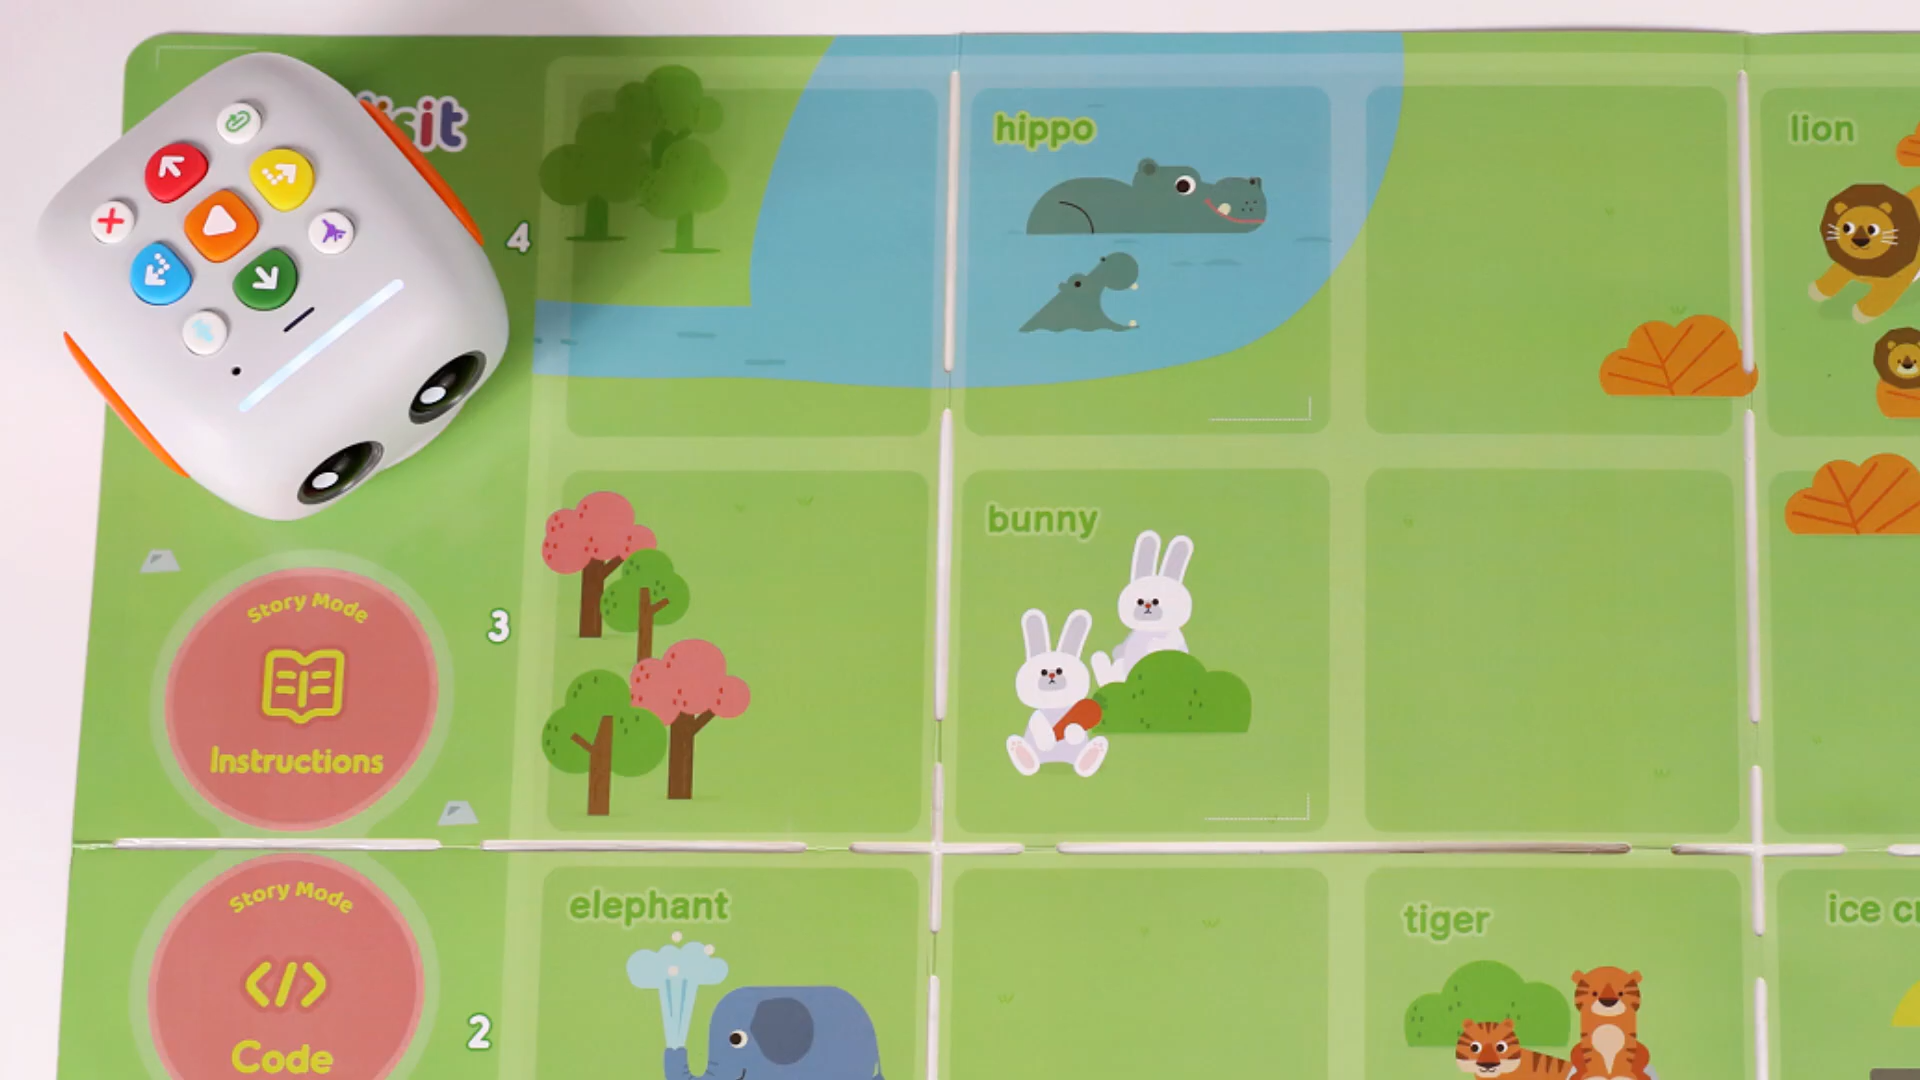 hippo
lion
4
bunny
3
Story Mode
Instructions
elephant
tiger
Story Mode
2
Code